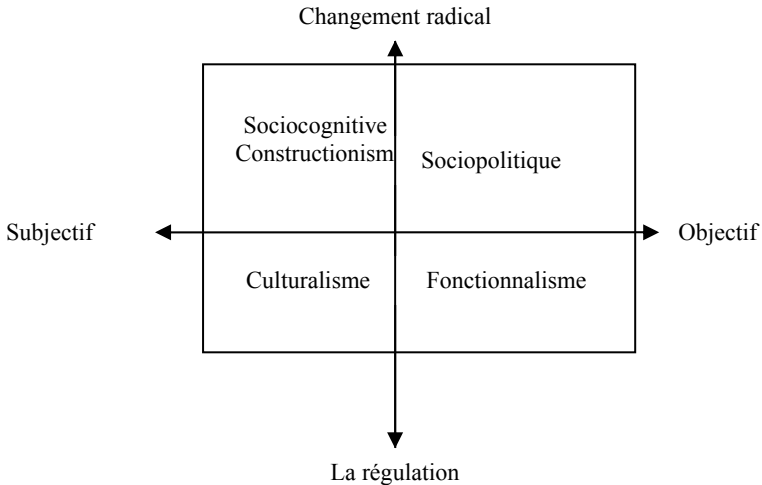 Changement radical
Sociocognitive
Constructionism
Sociopolitique
Subjectif
Objectif
Culturalisme
Fonctionnalisme
La régulation